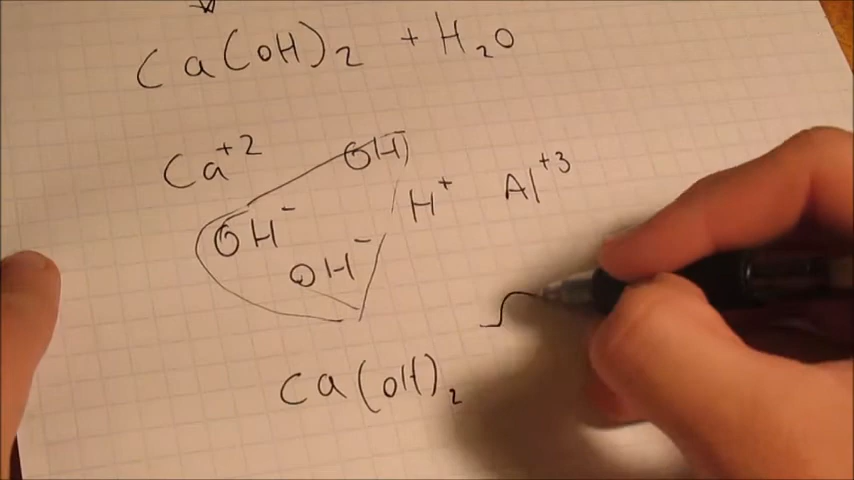 Ca(OH)₂ + H₂O
Ca⁺² OH
OH⁻ H⁺ Al⁺³
OH⁻
Ca(OH)₂